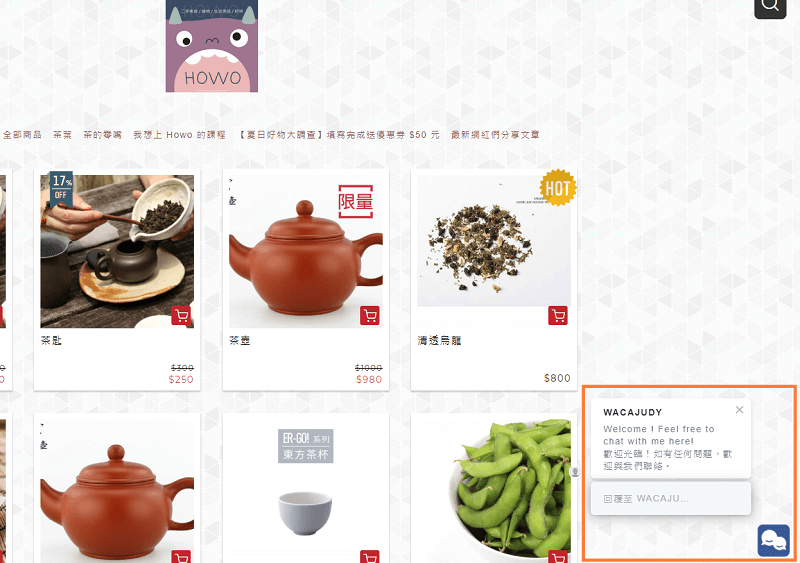 HOWO
全部商品 茶葉 茶的零嘴 我想上 Howo 的課程 【夏日好物大調查】填寫完成送優惠券 $50 元 最新網紅們分享文章
17%
OFF
限量
HOT
茶匙
$300
$250
茶壺
$1000
$980
清透烏龍
$800
ER-GO! 系列
東方茶杯
WACAJUDY
Welcome ! Feel free to
chat with me here!
歡迎光臨！如有任何問題，歡
迎與我們聯絡。
回覆至 WACAJU...